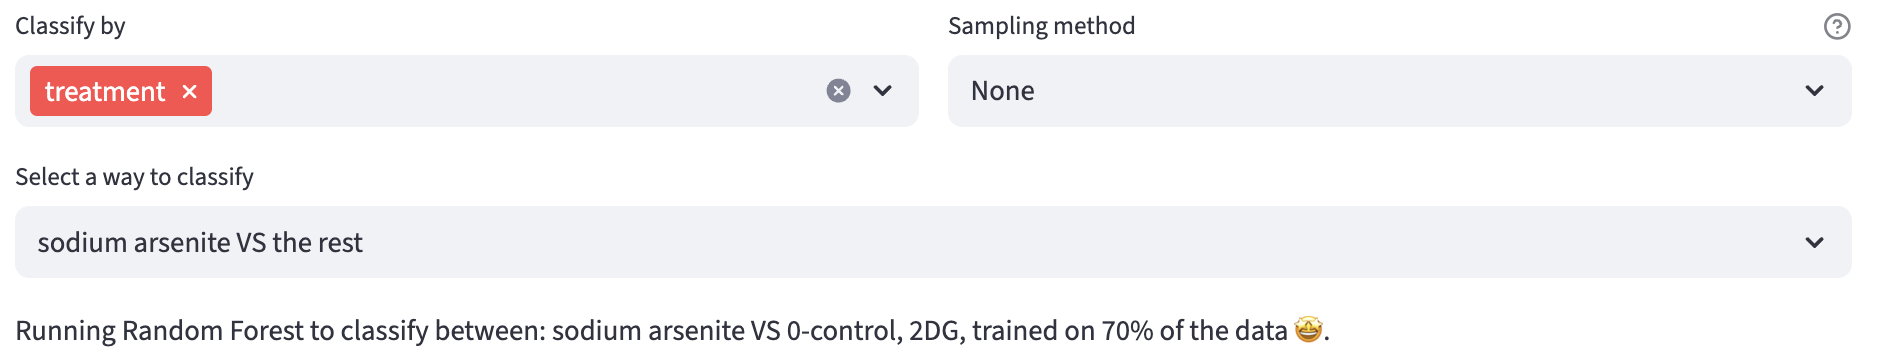 Classify by
Sampling method
treatment
None
Select a way to classify
sodium arsenite VS the rest
Running Random Forest to classify between: sodium arsenite VS 0-control, 2DG, trained on 70% of the data 🤩.